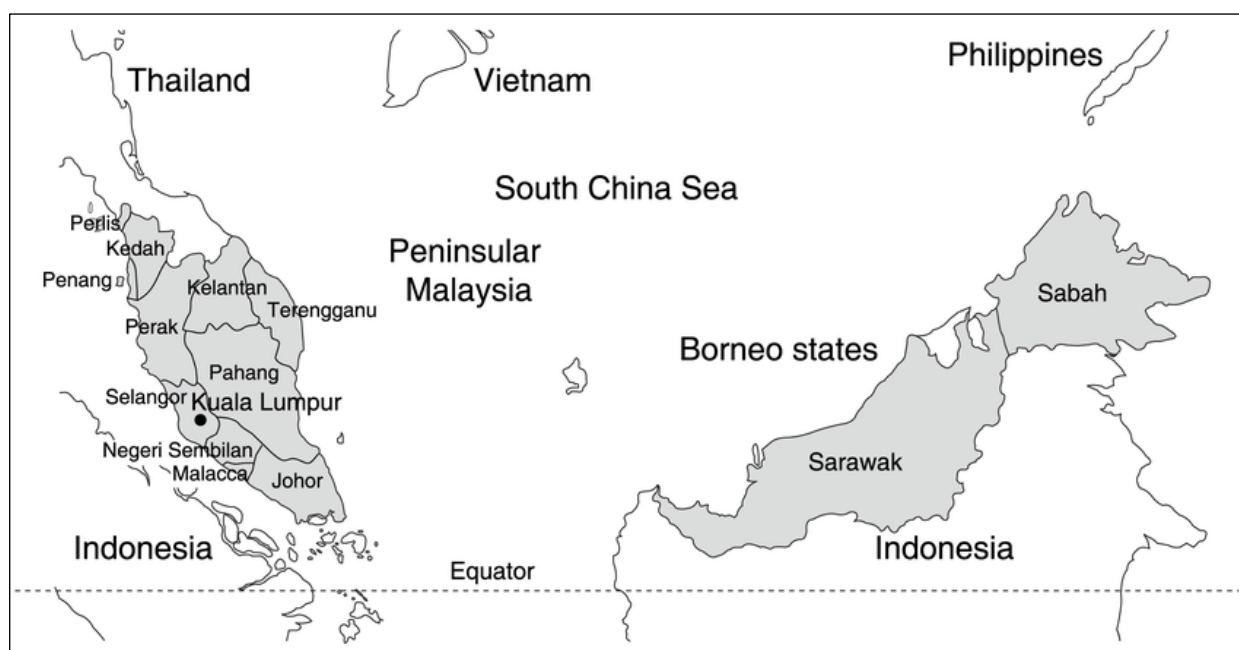 Thailand
Vietnam
Philippines
South China Sea
Perlis
Kedah
Penang
Kelantan
Terengganu
Peninsular
Malaysia
Perak
Sabah
Borneo states
Pahang
Selangor
Kuala Lumpur
Negeri Sembilan
Malacca
Johor
Sarawak
Indonesia
Indonesia
Equator